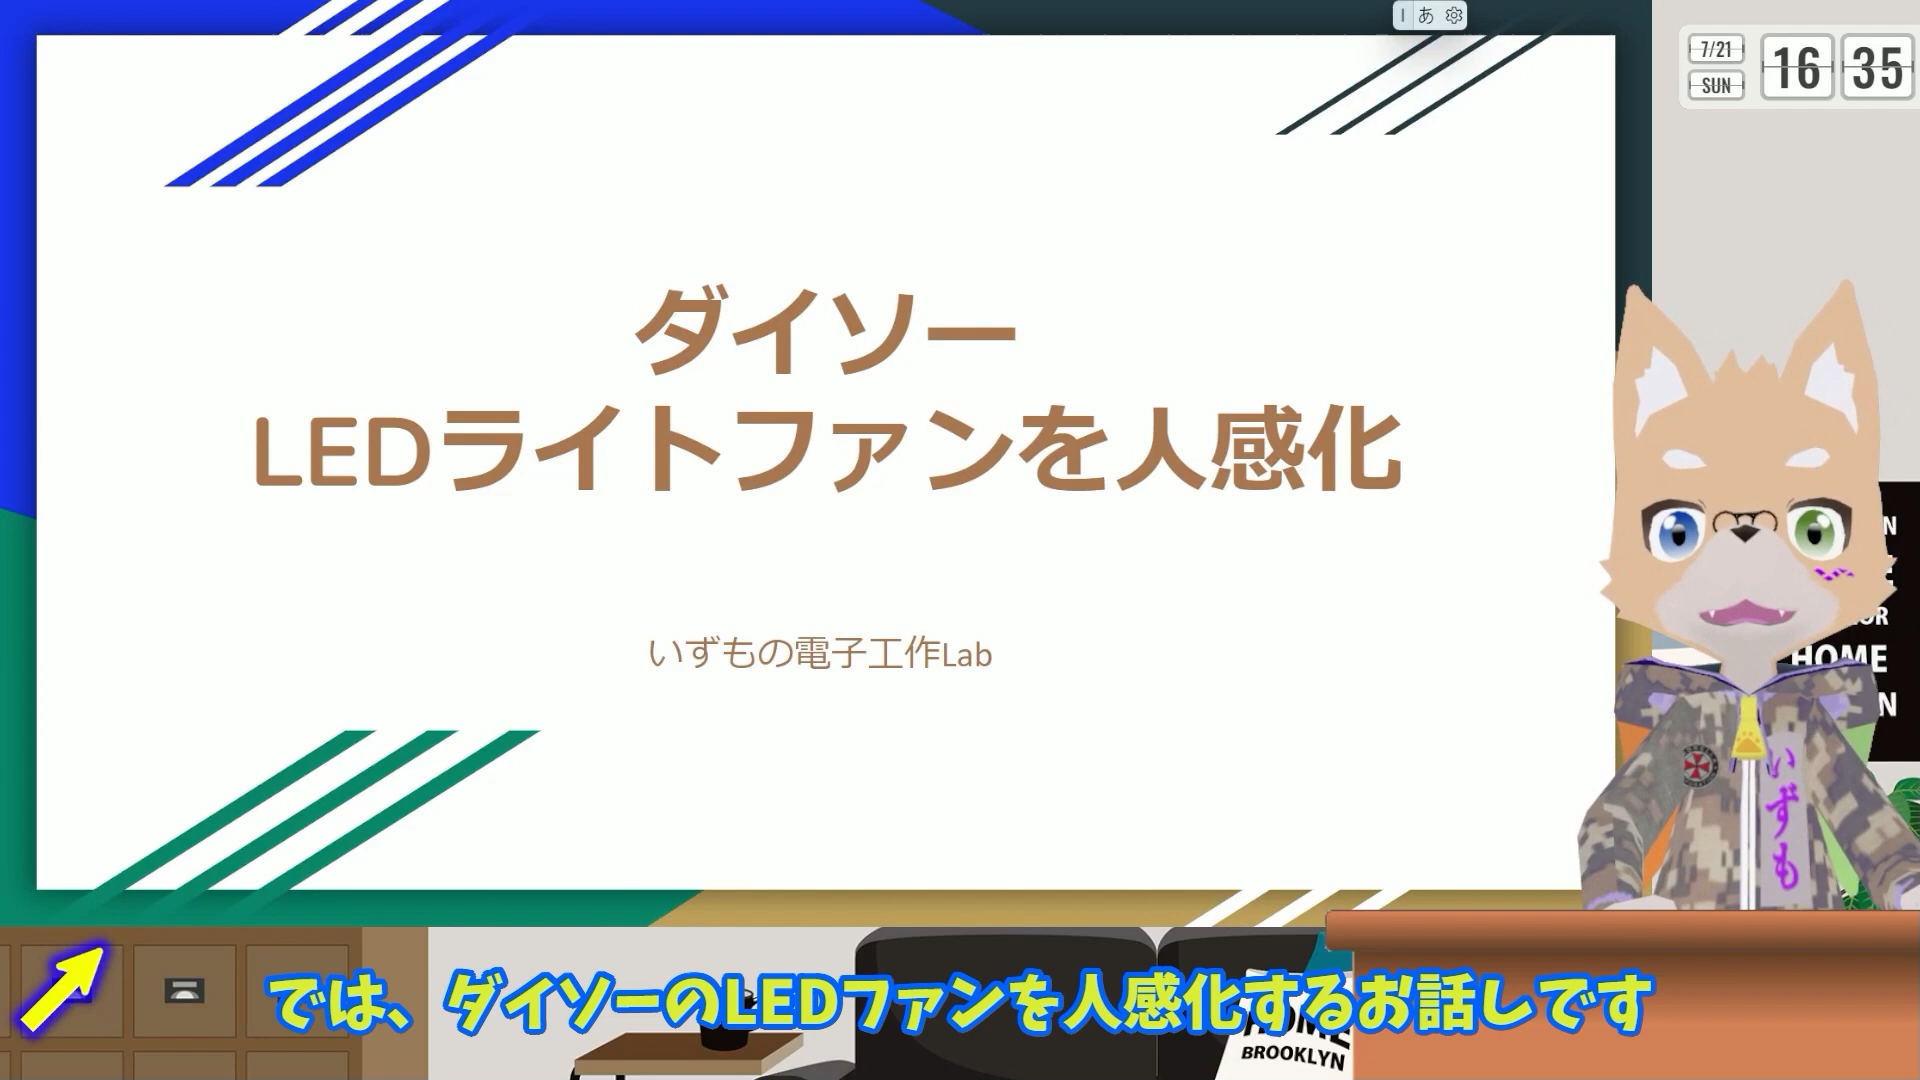 あ
7/21
SUN
16
35
ダイソー
LEDライトファンを人感化
いずもの電子工作Lab
HOME
いずも
では、ダイソーのLEDファンを人感化するお話しです
HOME
BROOKLYN